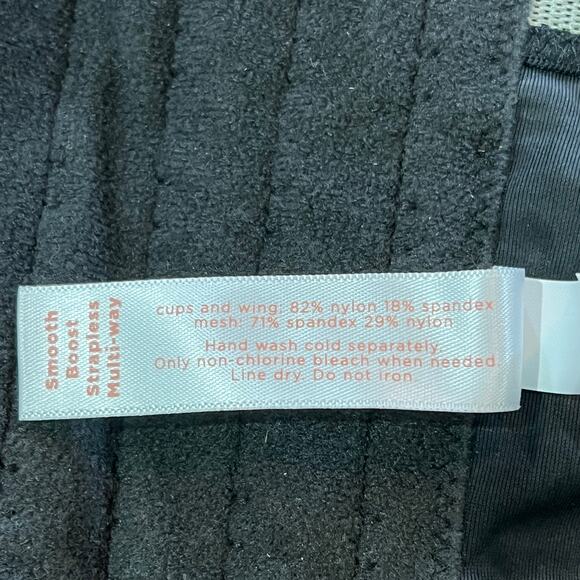 Smooth
Boost
Strapless
Multi-way
cups and wing: 82% nylon 18% spandex
mesh: 71% spandex 29% nylon
Hand wash cold separately.
Only non-chlorine bleach when needed.
Line dry. Do not iron.